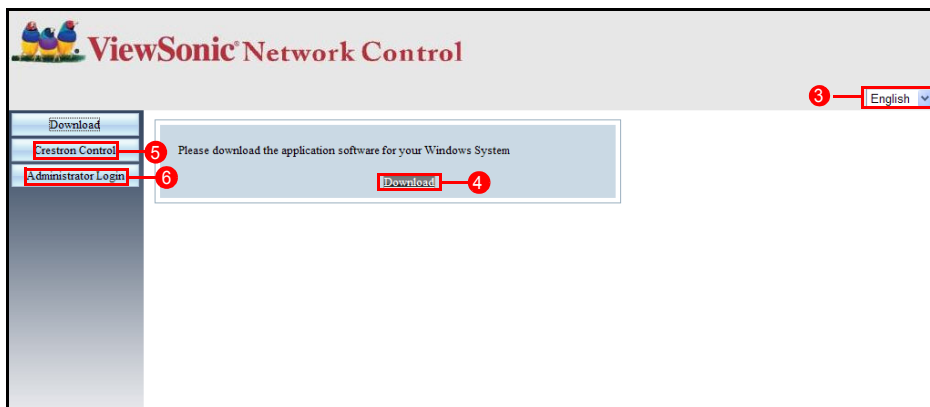 ViewSonic® Network Control
3
English
Download
Crestron Control
5
Please download the application software for your Windows System
Administrator Login
6
Download
4